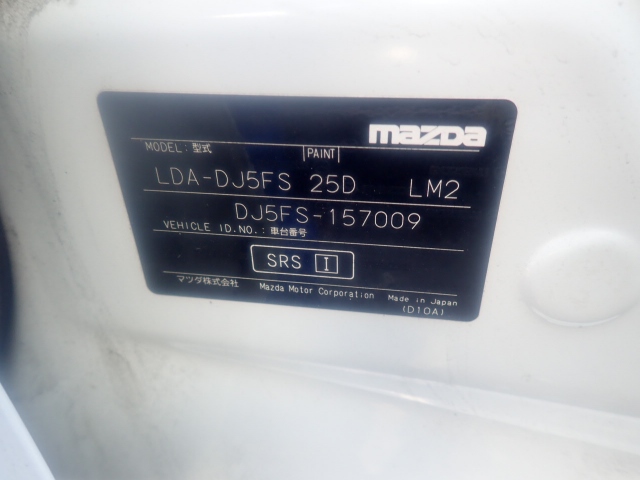 mazda
MODEL: 型式 PAINT
LDA-DJ5FS 25D LM2
DJ5FS-157009
VEHICLE ID.NO.: 車台番号
SRS I
マツダ株式会社 Mazda Motor Corporation Made in Japan
(D10A)